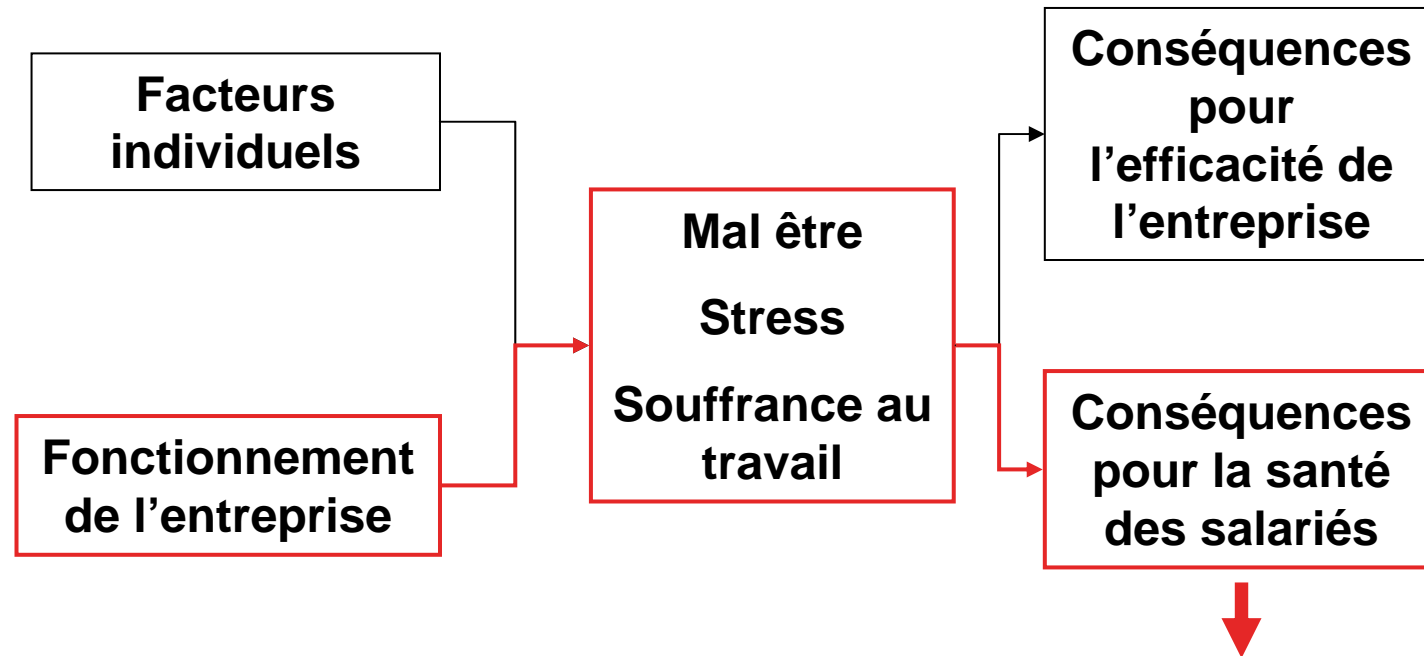 Facteurs
individuels
Fonctionnement
de l’entreprise
Mal être
Stress
Souffrance au
travail
Conséquences
pour
l’efficacité de
l’entreprise
Conséquences
pour la santé
des salariés